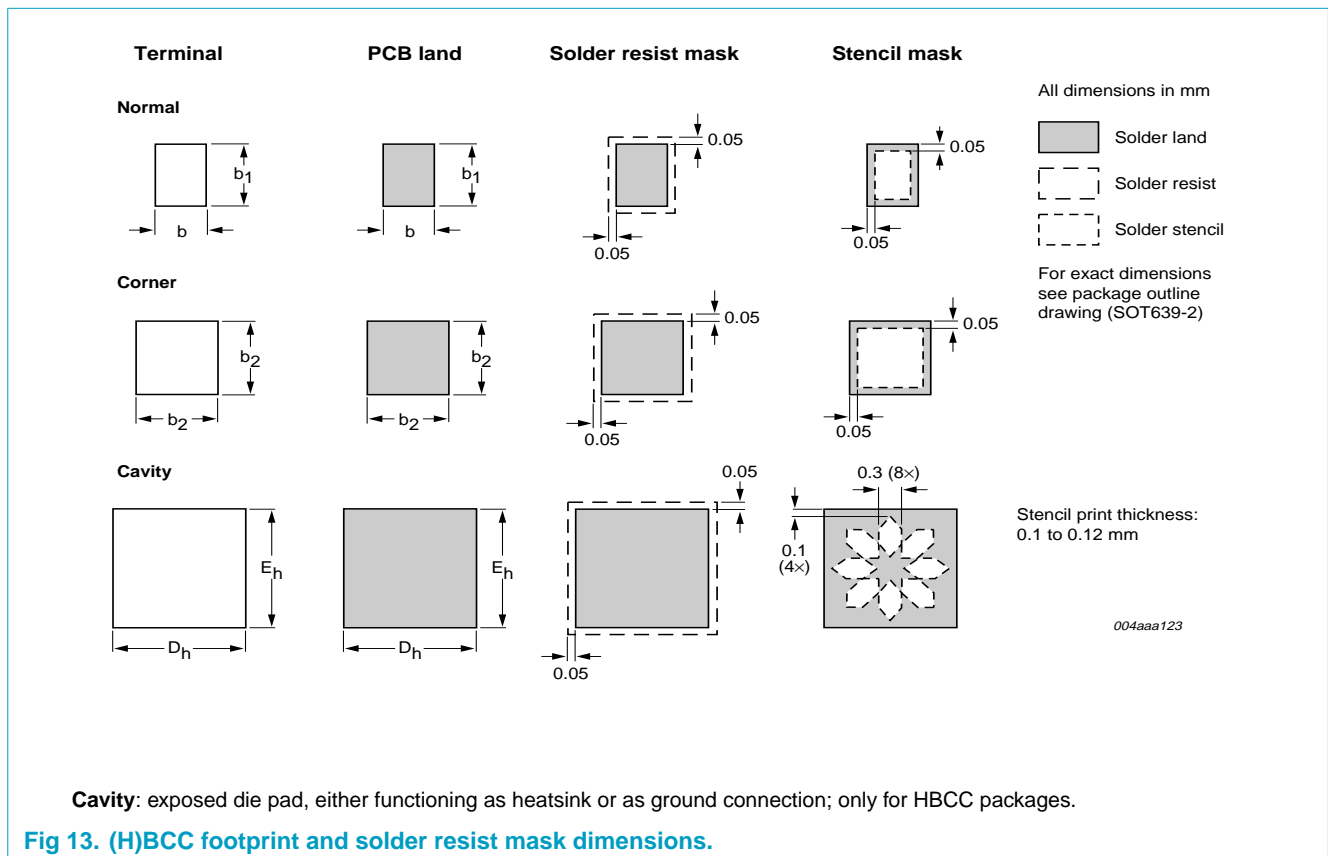 Terminal
PCB land
Solder resist mask
Stencil mask
All dimensions in mm
Solder land
Solder resist
Solder stencil
For exact dimensions
see package outline
drawing (SOT639-2)
Normal
b1
b
b1
b
0.05
0.05
0.05
0.05
Corner
b2
b2
b2
b2
0.05
0.05
0.05
0.05
Cavity
Eh
Dh
Eh
Dh
0.05
0.05
0.3 (8×)
0.1
(4×)
Stencil print thickness:
0.1 to 0.12 mm
004aaa123
Cavity: exposed die pad, either functioning as heatsink or as ground connection; only for HBCC packages.
Fig 13. (H)BCC footprint and solder resist mask dimensions.